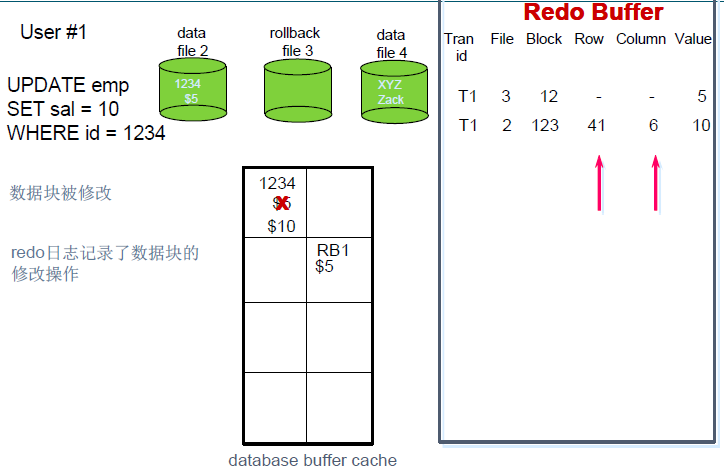 User #1
UPDATE emp
SET sal = 10
WHERE id = 1234
data
file 2
1234
$5
rollback
file 3
data
file 4
XYZ
Zack
Redo Buffer
Tran id File Block Row Column Value
T1 3 12 - - 5
T1 2 123 41 6 10
数据块被修改
redo日志记录了数据块的
修改操作
1234
$5
$10
RB1
$5
database buffer cache